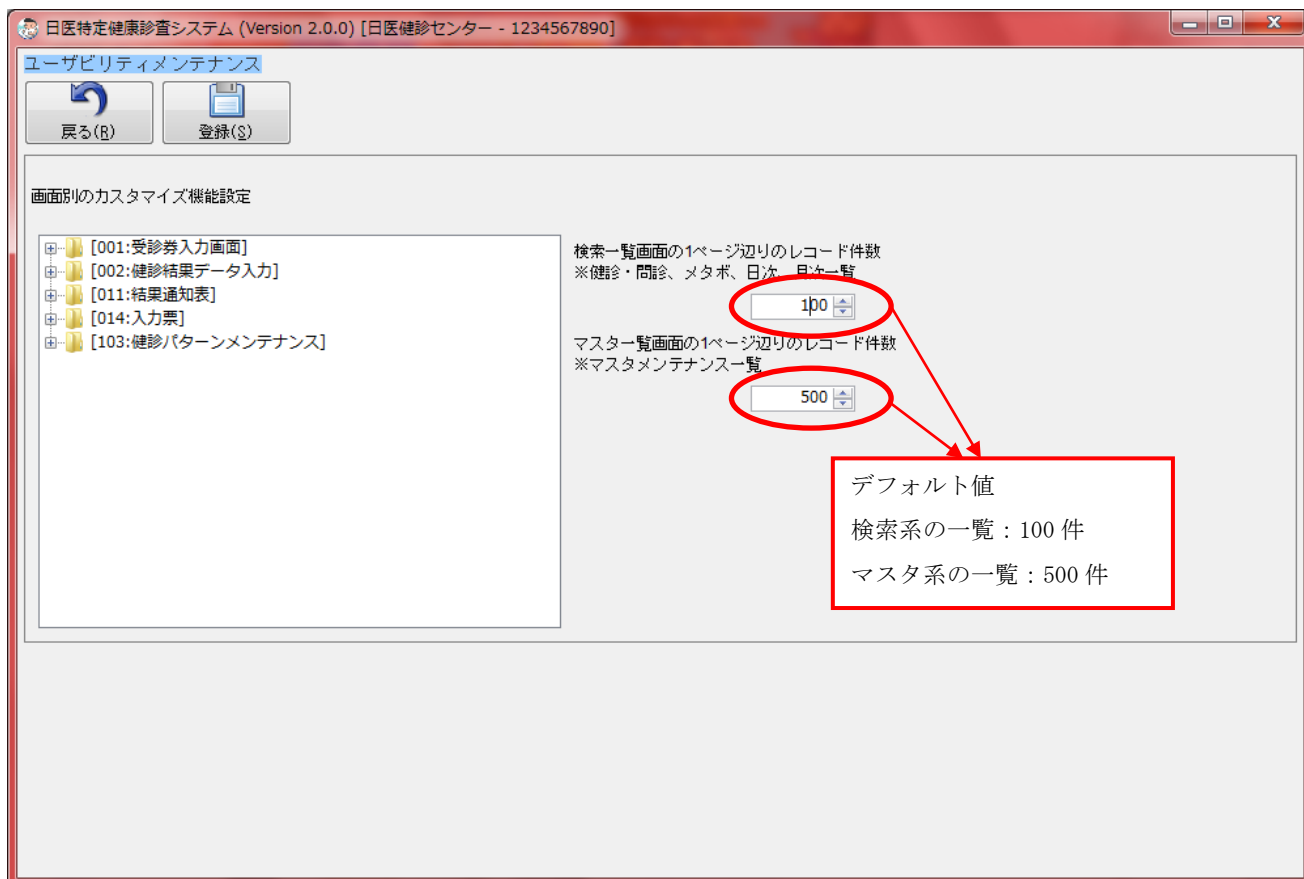 日医特定健康診査システム (Version 2.0.0) [日医健診センター - 1234567890]
ユーザビリティメンテナンス
戻る(R) 登録(S)
画面別のカスタマイズ機能設定
[001:受診券入力画面]
[002:健診結果データ入力]
[011:結果通知表]
[014:入力票]
[103:健診パターンメンテナンス]
検索一覧画面の1ページ辺りのレコード件数
※健診・問診、メタボ、日次、月次一覧
100
マスター覧画面の1ページ辺りのレコード件数
※マスタメンテナンス一覧
500
デフォルト値
検索系の一覧：100 件
マスタ系の一覧：500 件